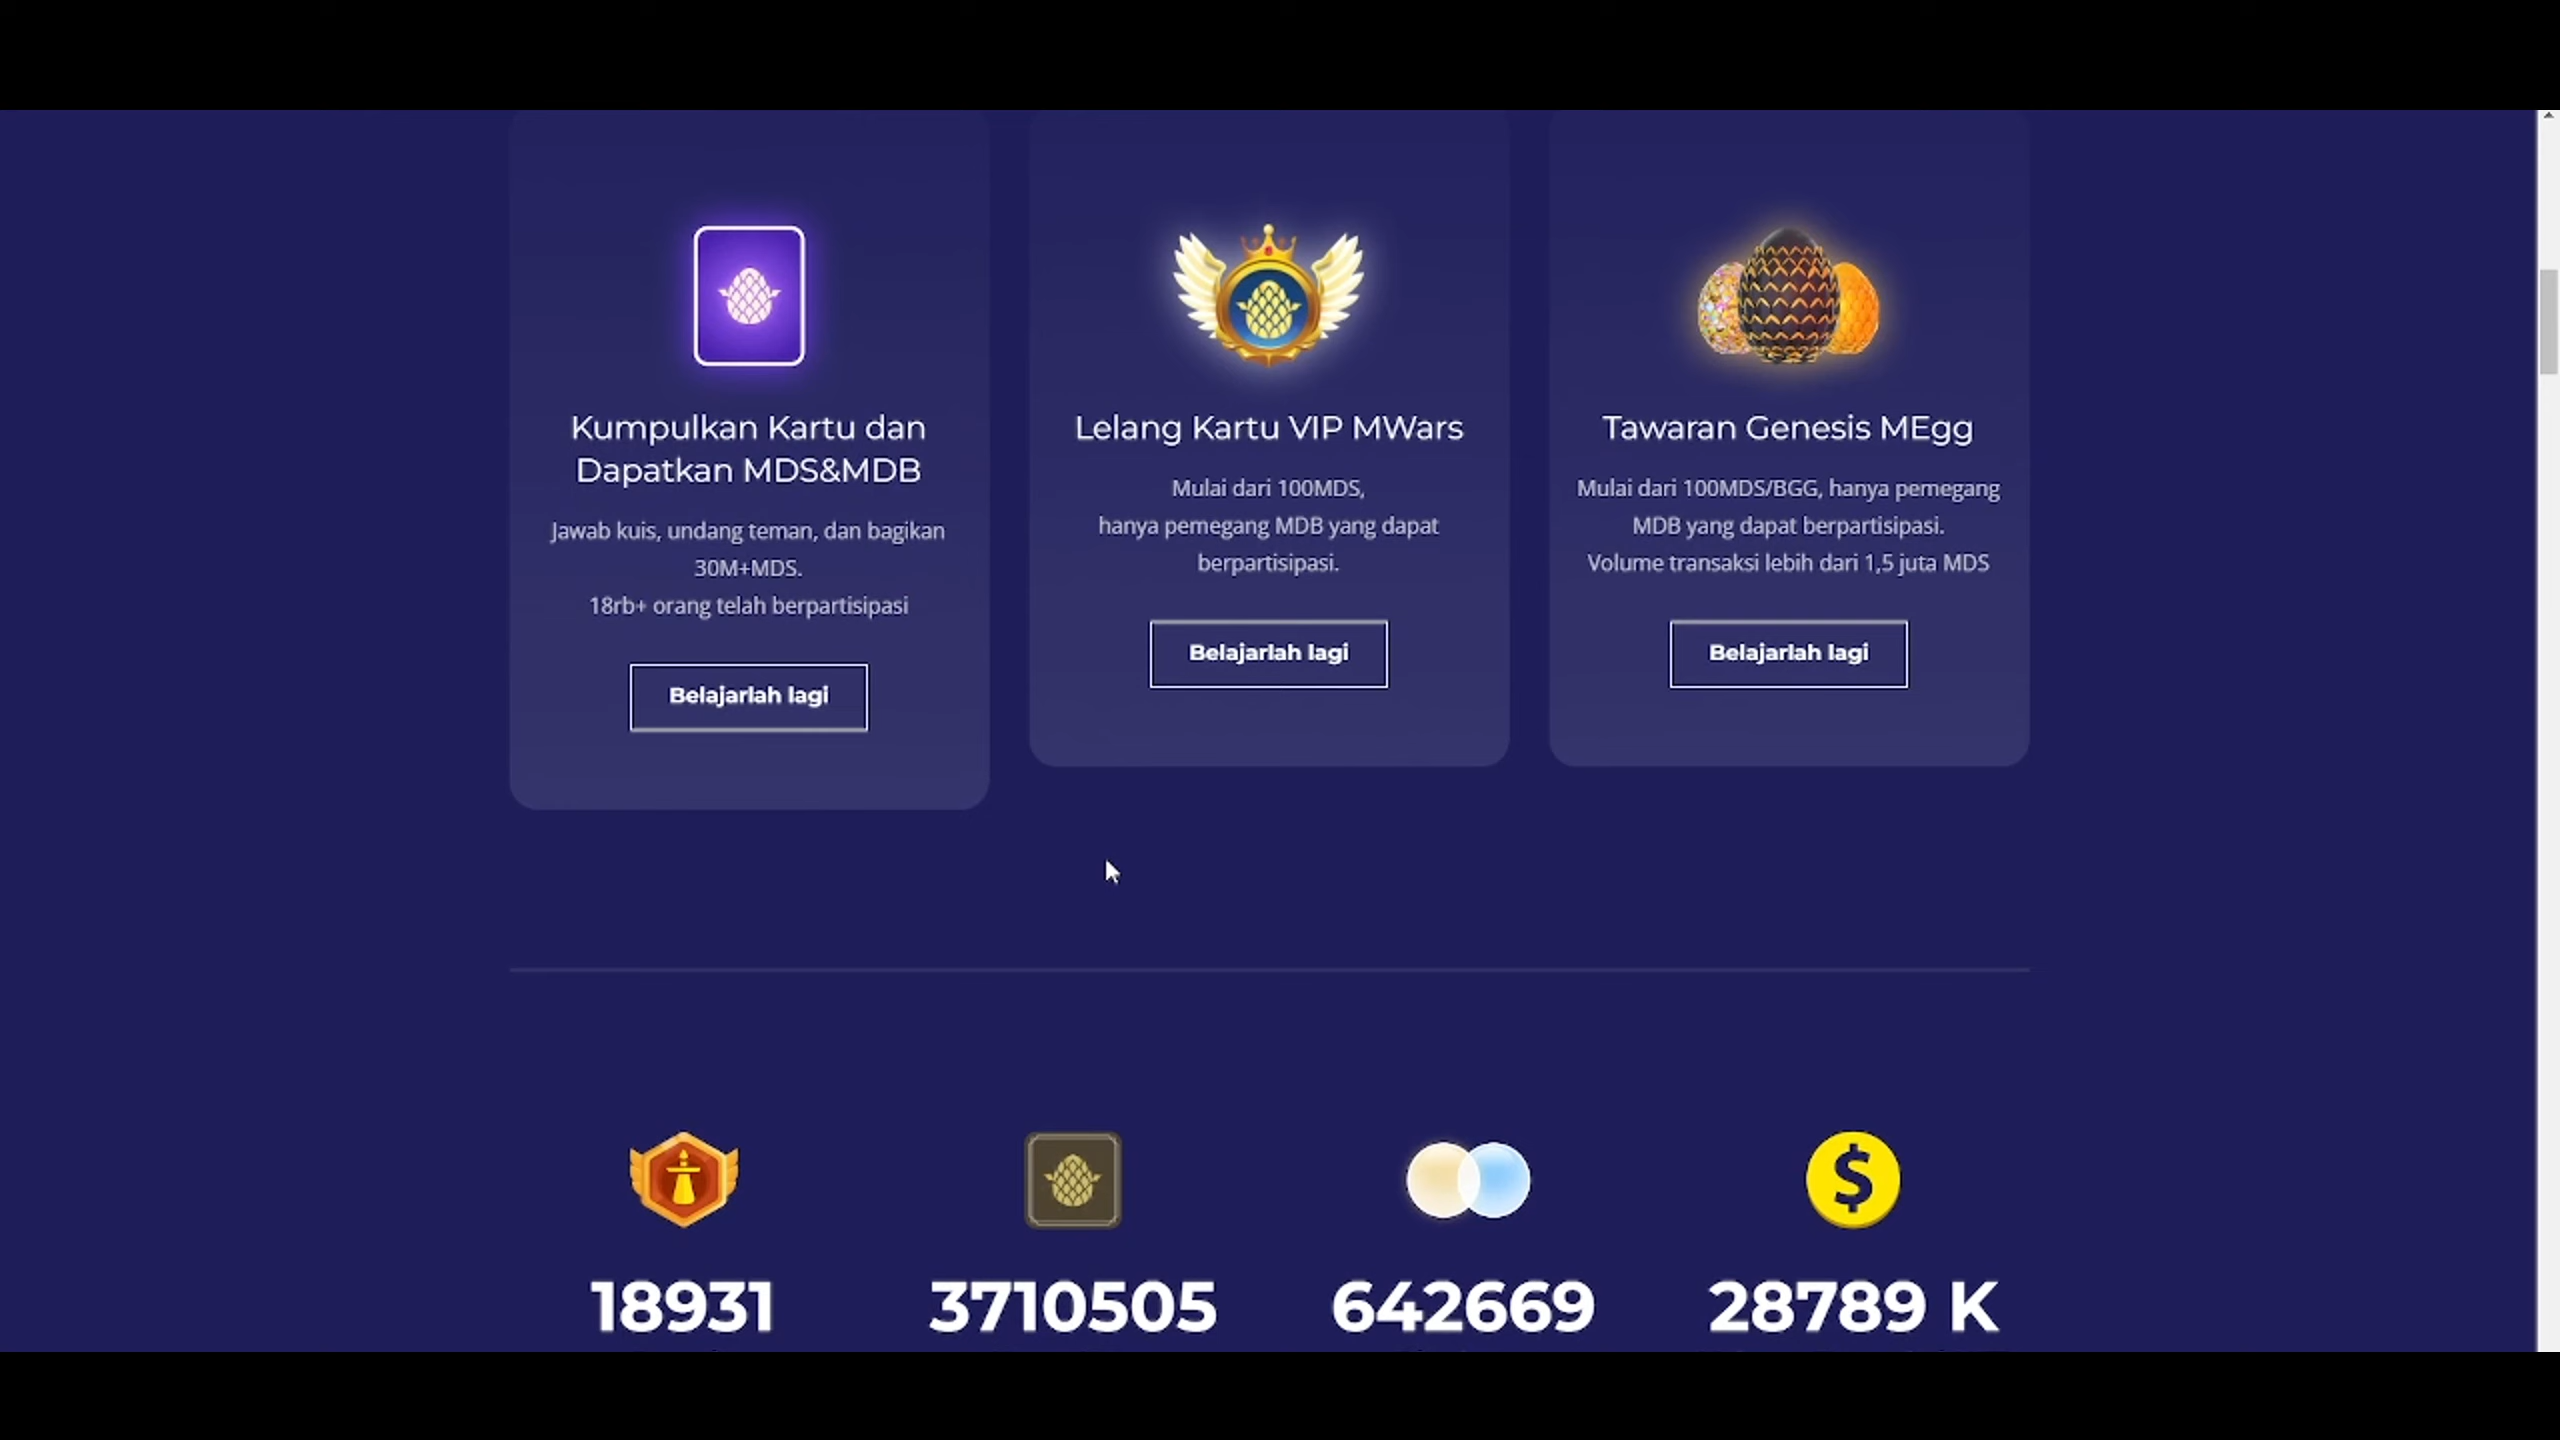 Kumpulkan Kartu dan
Dapatkan MDS&MDB
Jawab kuis, undang teman, dan bagikan
30M+MDS.
18rb+ orang telah berpartisipasi
Belajarlah lagi
Lelang Kartu VIP MWars
Mulai dari 100MDS,
hanya pemegang MDB yang dapat
berpartisipasi.
Belajarlah lagi
Tawaran Genesis MEgg
Mulai dari 100MDS/BGG, hanya pemegang
MDB yang dapat berpartisipasi.
Volume transaksi lebih dari 1,5 juta MDS
Belajarlah lagi
18931
3710505
642669
28789 K